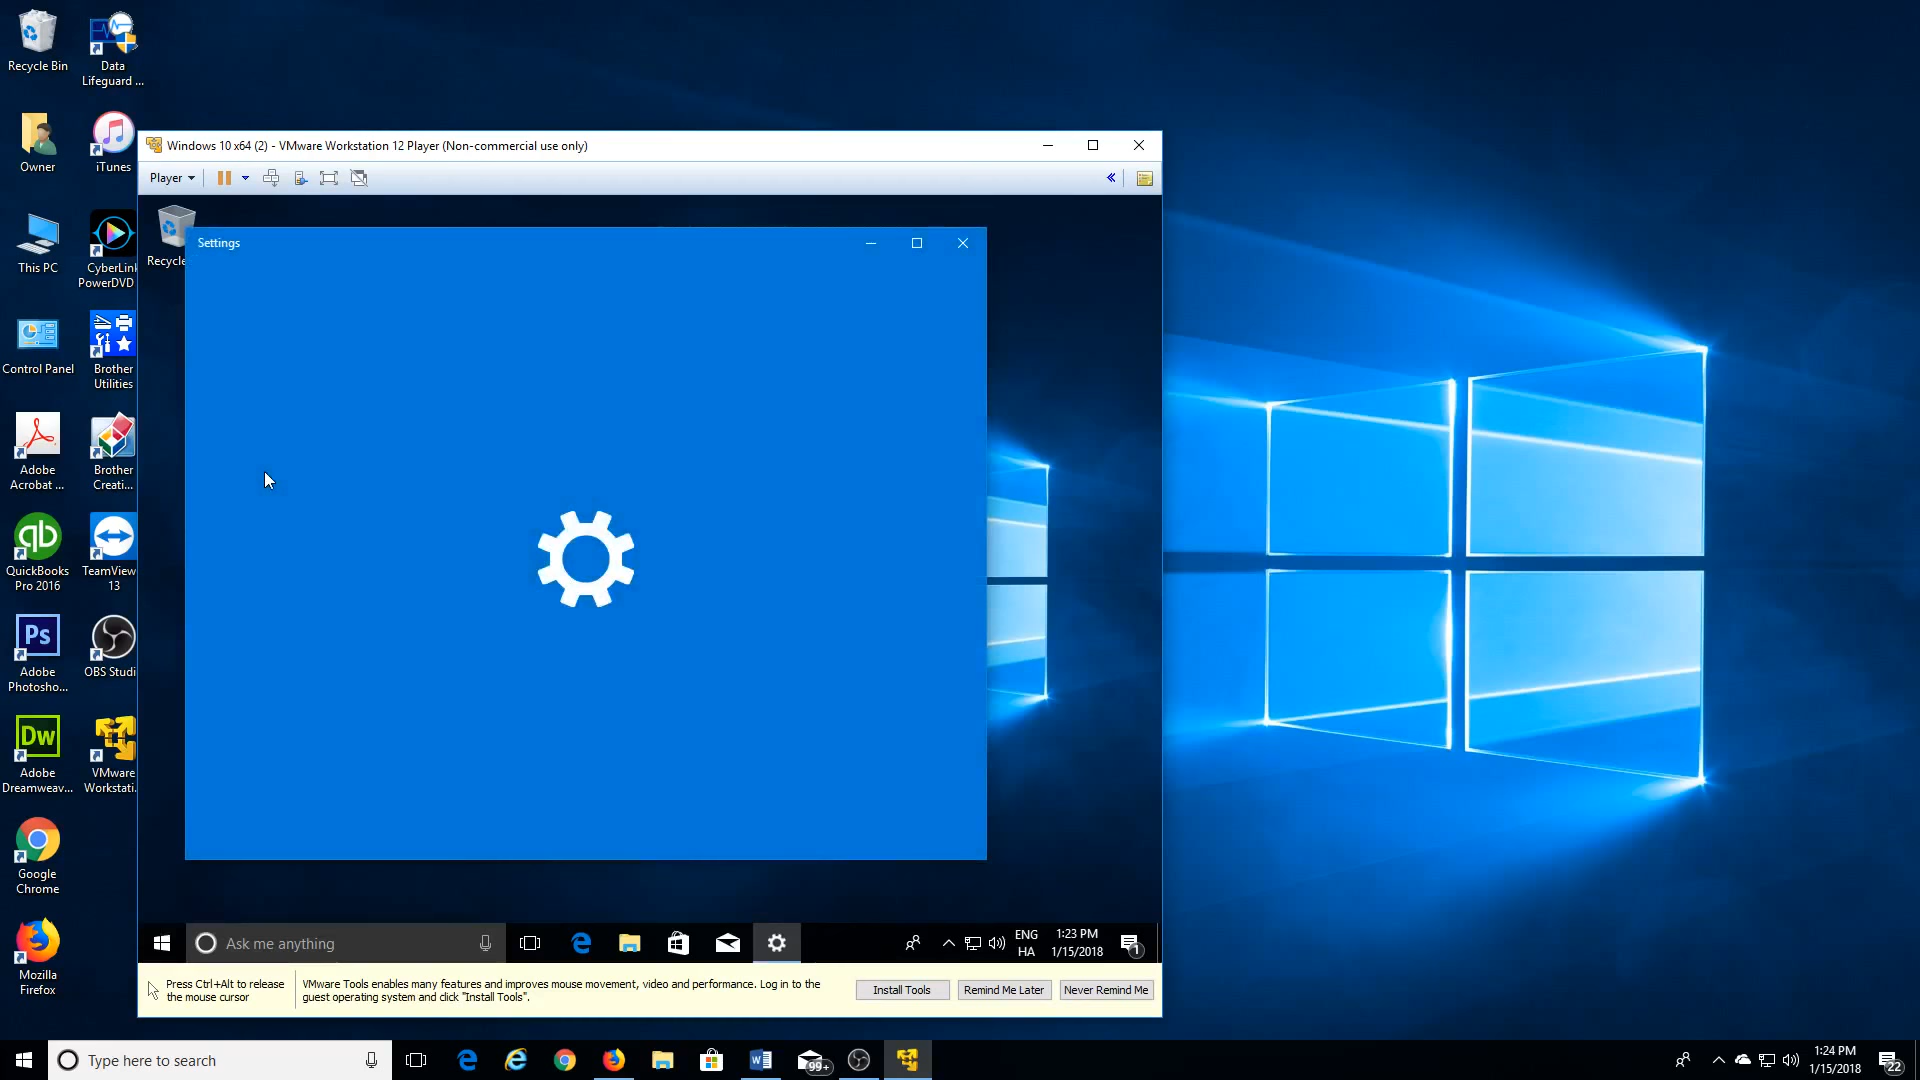 Recycle Bin
Data
Lifeguard ...
Owner
iTunes
This PC
CyberLink
PowerDVD
Control Panel
Brother
Utilities
Adobe
Acrobat ...
Brother
Creati...
QuickBooks
Pro 2016
TeamView
13
Adobe
Photosho...
OBS Studi
Ps
Dw
qb
Adobe
Dreamweav...
VMware
Workstati.
Google
Chrome
Mozilla
Firefox
Windows 10 x64 (2) - VMware Workstation 12 Player (Non-commercial use only)
Player
Recycle
Settings
Ask me anything
ENG
HA
1:23 PM
1/15/2018
1
Press Ctrl+Alt to release
the mouse cursor
VMware Tools enables many features and improves mouse movement, video and performance. Log in to the
guest operating system and click "Install Tools".
Install Tools
Remind Me Later
Never Remind Me
Type here to search
99+
1:24 PM
1/15/2018
22